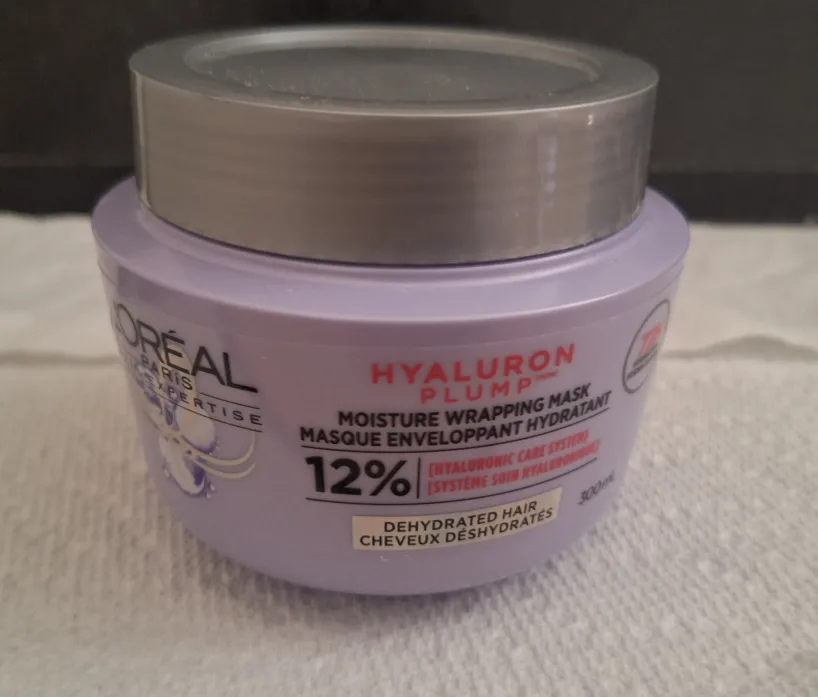 L'ORÉAL
PARIS
EXPERTISE
HYALURON
PLUMP
MOISTURE WRAPPING MASK
MASQUE ENVELOPPANT HYDRATANT
12%
[HYALURONIC CARE SYSTEM]
[SYSTÈME SOIN HYALURONIQUE]
300mL
DEHYDRATED HAIR
CHEVEUX DÉSHYDRATÉS